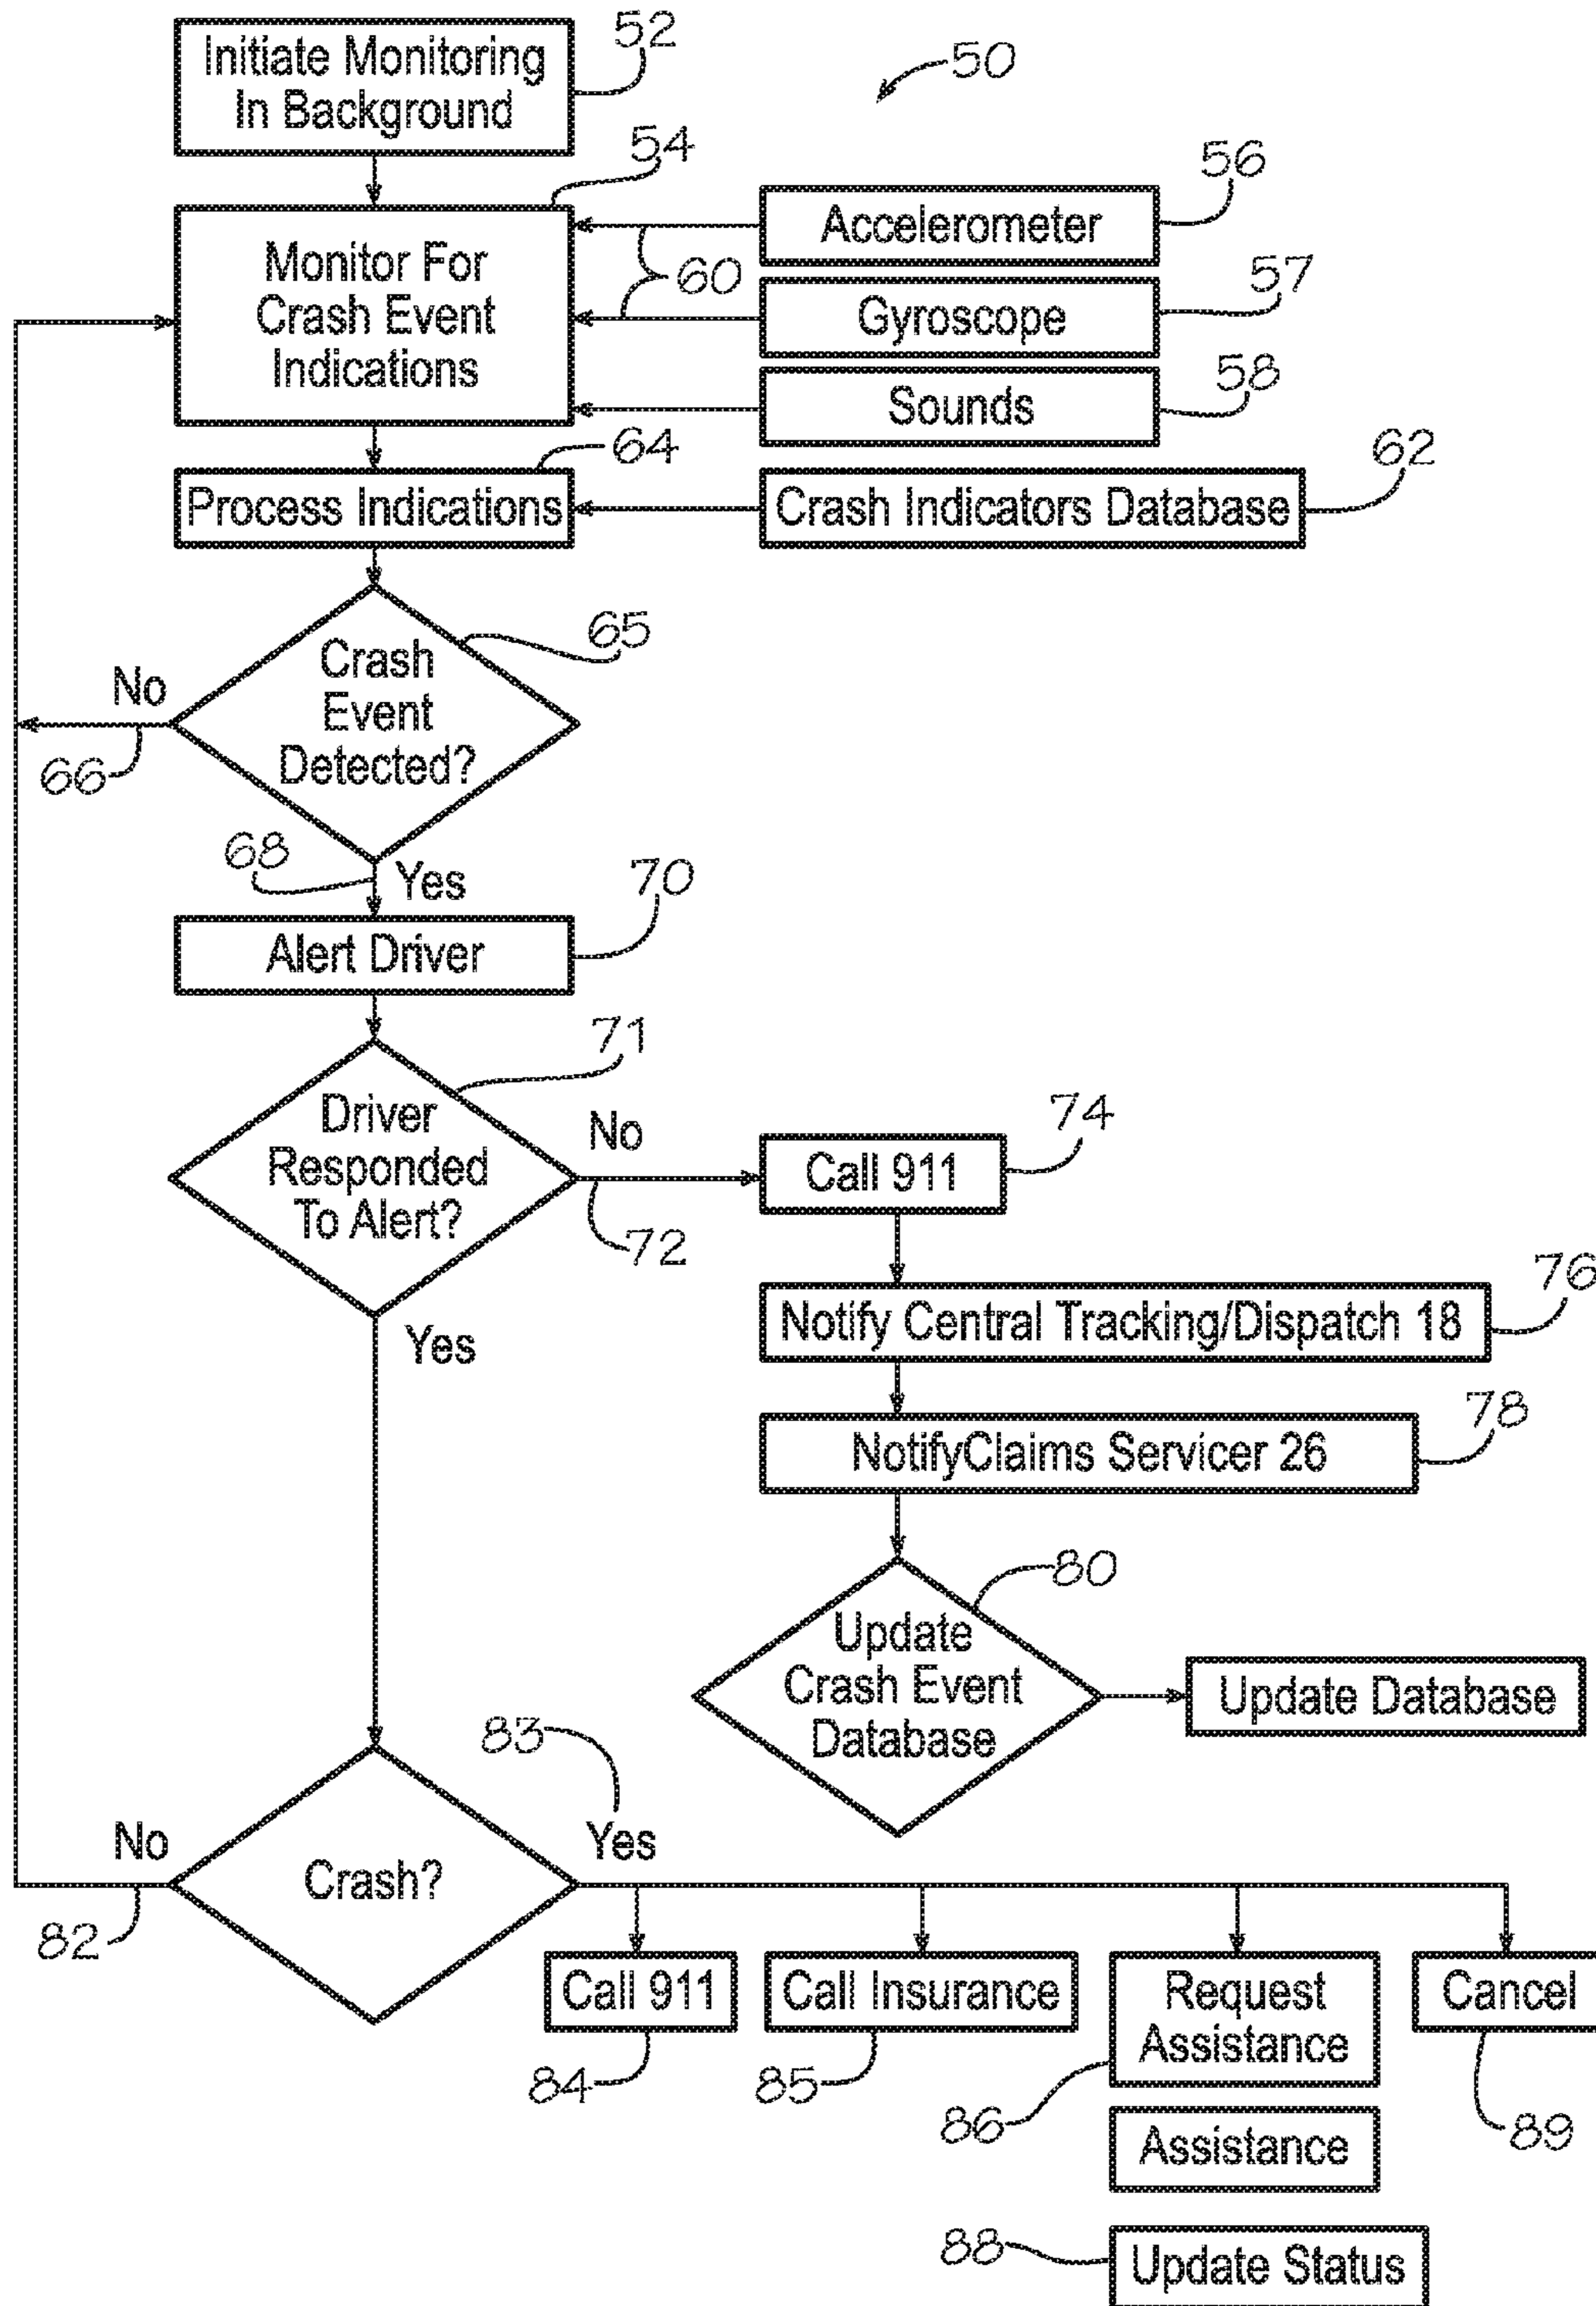 52
Initiate Monitoring
In Background
50
54
56
Accelerometer
Monitor For
Crash Event
Indications
60
57
Gyroscope
58
Sounds
64
62
Process Indications
Crash Indicators Database
65
Crash
Event
Detected?
No
66
68
Yes
70
Alert Driver
71
Driver
Responded
To Alert?
No
72
74
Call 911
Yes
76
Notify Central Tracking/Dispatch 18
78
NotifyClaims Servicer 26
80
Update
Crash Event
Database
Update Database
83
No
Yes
Crash?
82
Call 911
Call Insurance
Request
Assistance
Cancel
84
85
86
89
Assistance
88
Update Status